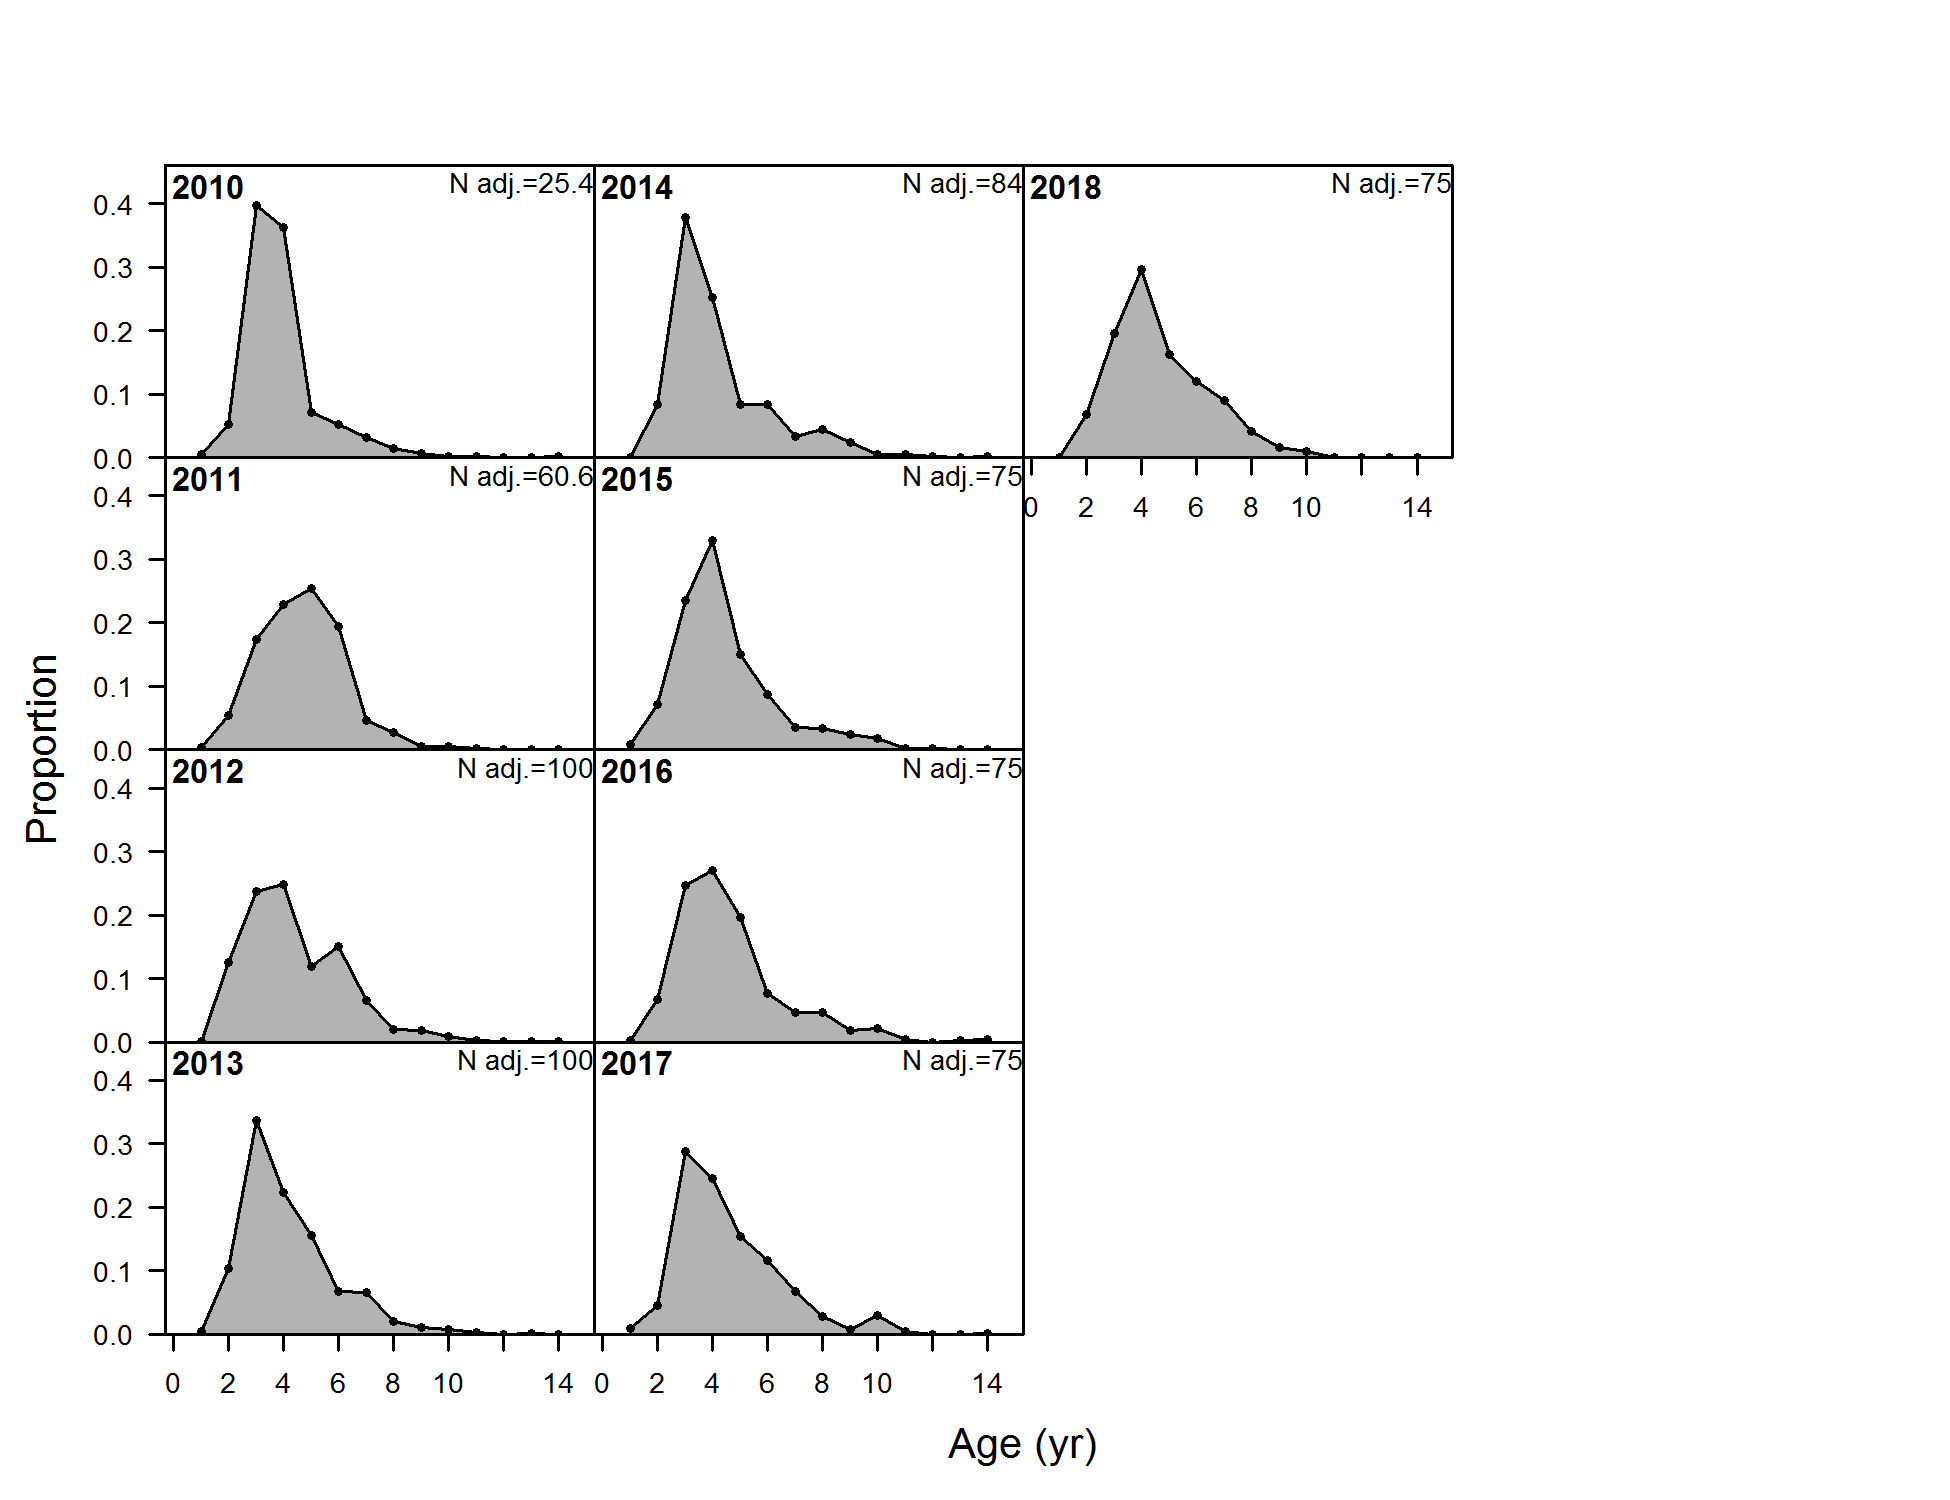 2010 N adj.=25.4 2014 N adj.=84 2018 N adj.=75
0.4
0.3
0.2
0.1
0.0
2011 N adj.=60.6 2015 N adj.=75
0.4
0 2 4 6 8 10 14
0.3
0.2
0.1
0.0
2012 N adj.=100 2016 N adj.=75
0.4
0.3
0.2
0.1
0.0
2013 N adj.=100 2017 N adj.=75
0.4
0.3
0.2
0.1
0.0
0 2 4 6 8 10 14 0 2 4 6 8 10 14
Proportion
Age (yr)